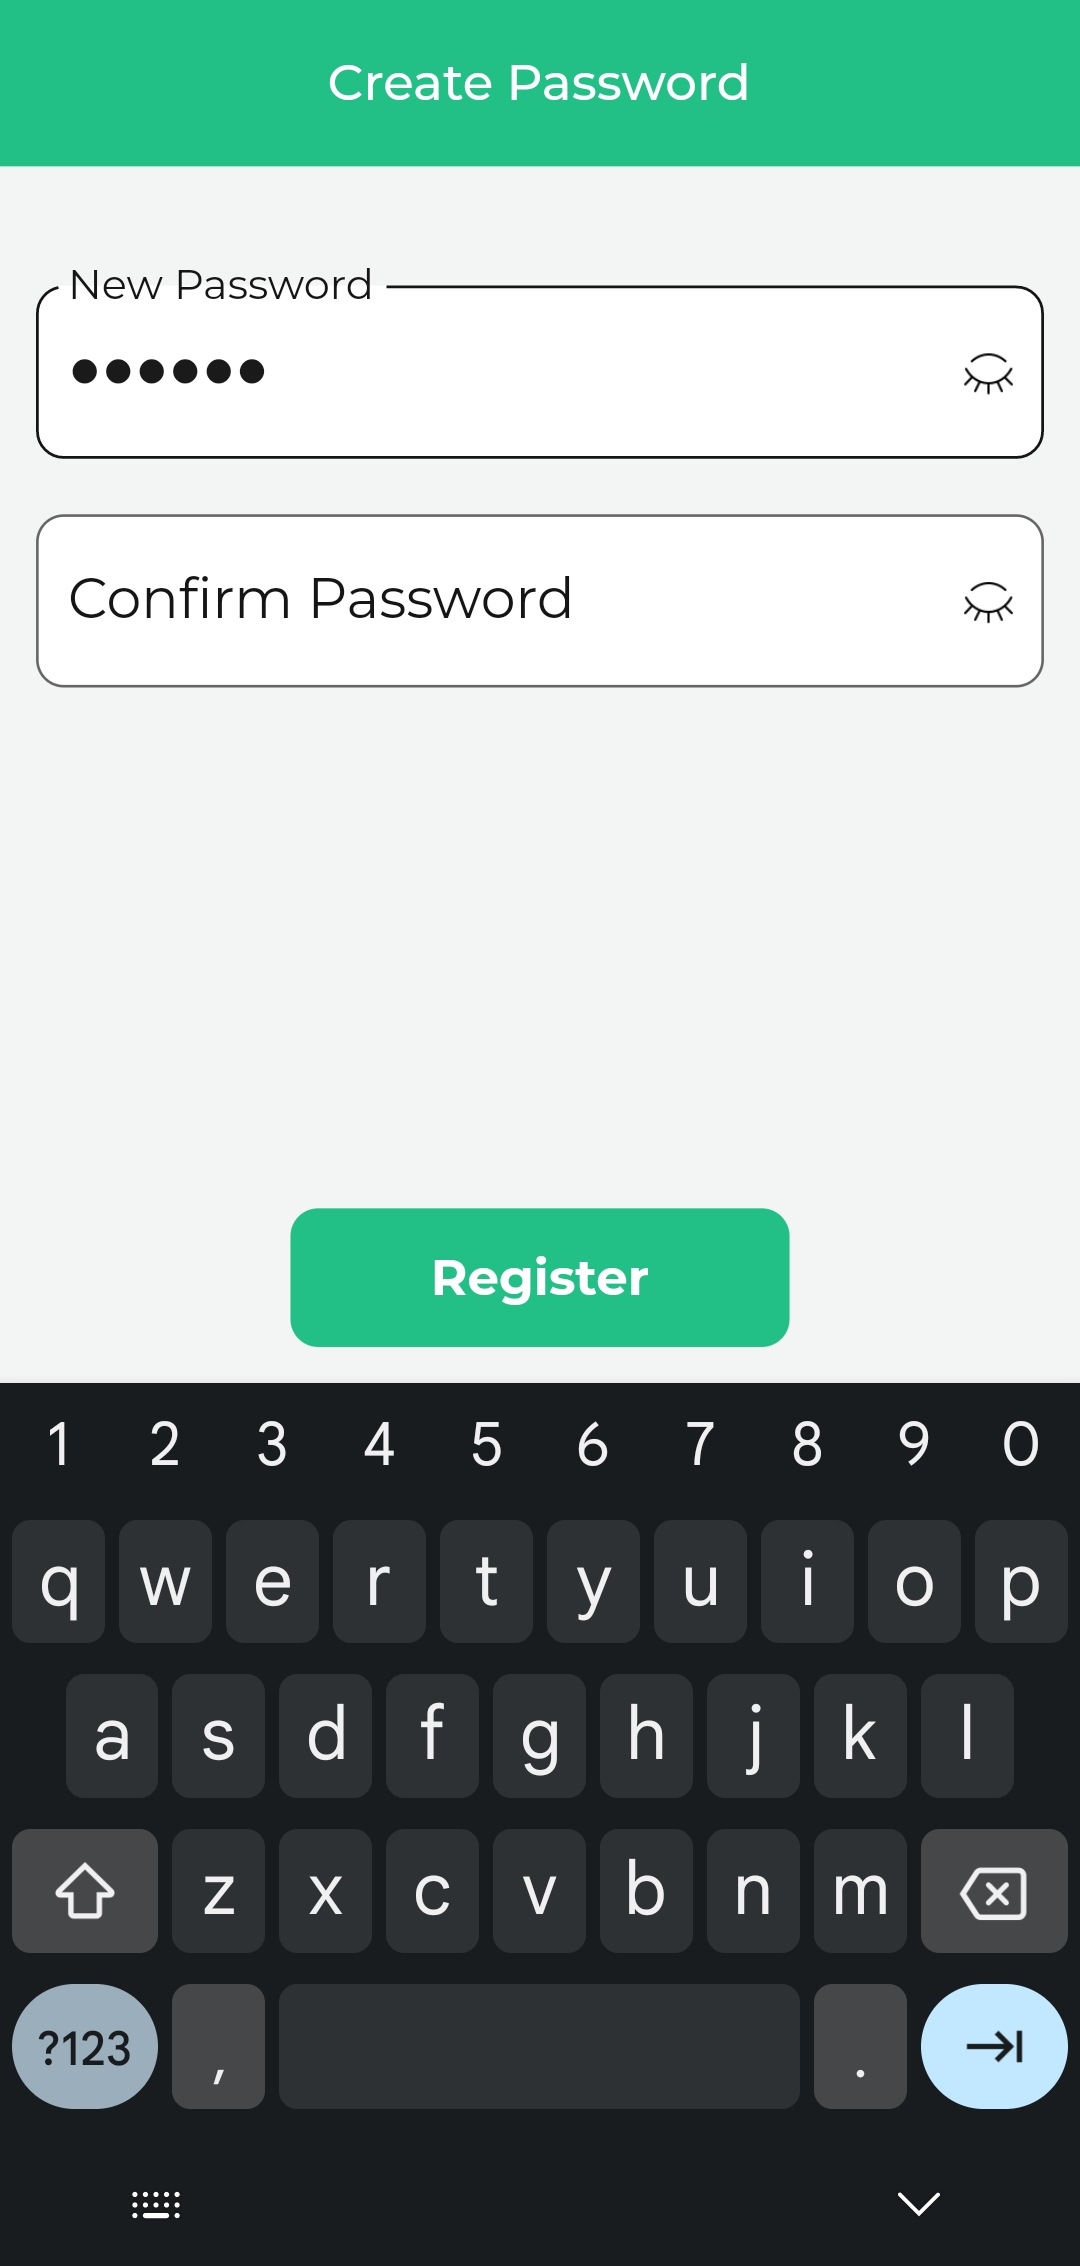 Create Password
New Password
••••••
Confirm Password
Register
1 2 3 4 5 6 7 8 9 0
q w e r t y u i o p
a s d f g h j k l
z x c v b n m
?123 , .